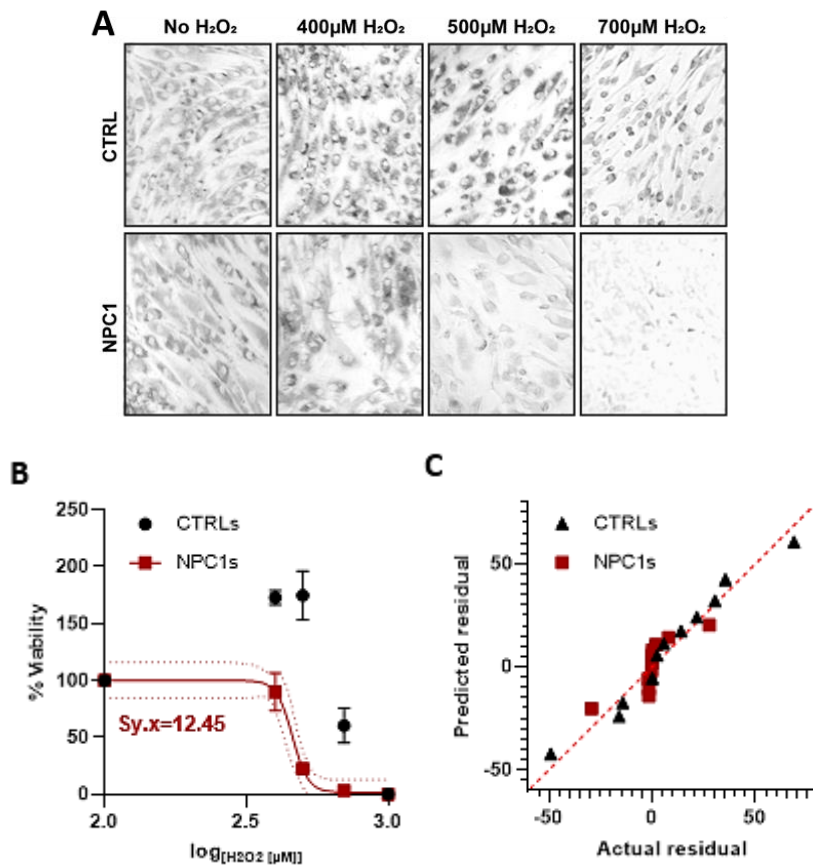 A
No H₂O₂ 400µM H₂O₂ 500µM H₂O₂ 700µM H₂O₂
CTRL
NPC1
B
250
200
150
100
50
0
% Viability
CTRLs
NPC1s
Sy.x=12.45
2.0 2.5 3.0
log[H2O2 [µM]]
C
50
0
-50
Predicted residual
CTRLs
NPC1s
-50 0 50
Actual residual